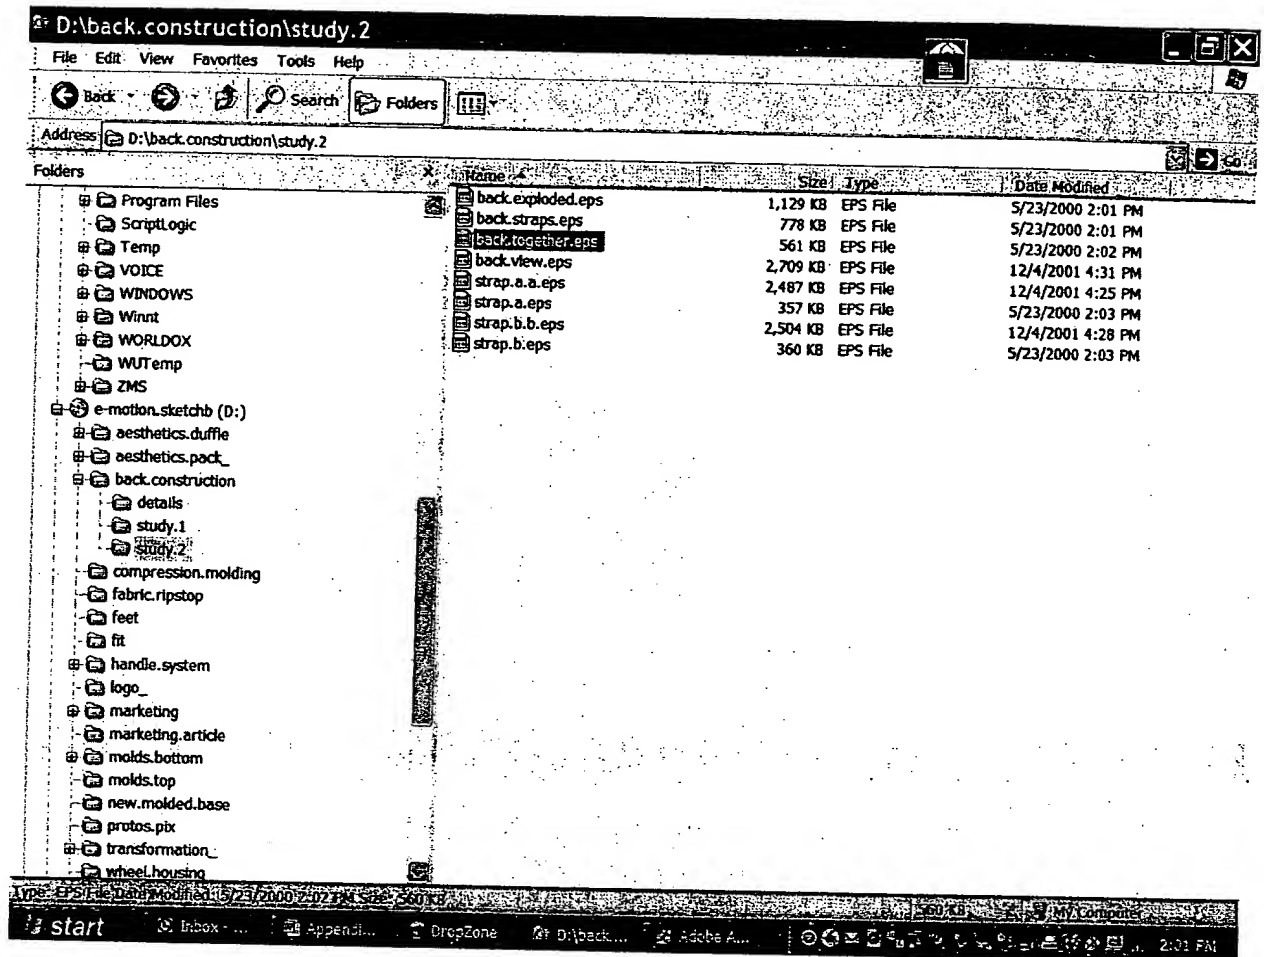 D:\back.construction\study.2
File Edit View Favorites Tools Help
Back Search Folders
Address D:\back.construction\study.2 Go
Folders
Name Size Type Date Modified
back.exploded.eps 1,129 KB EPS File 5/23/2000 2:01 PM
back.straps.eps 778 KB EPS File 5/23/2000 2:01 PM
back.together.eps 561 KB EPS File 5/23/2000 2:02 PM
back.view.eps 2,709 KB EPS File 12/4/2001 4:31 PM
strap.a.a.eps 2,487 KB EPS File 12/4/2001 4:25 PM
strap.a.eps 357 KB EPS File 5/23/2000 2:03 PM
strap.b.b.eps 2,504 KB EPS File 12/4/2001 4:28 PM
strap.b.eps 360 KB EPS File 5/23/2000 2:03 PM
Program Files
ScriptLogic
Temp
VOICE
WINDOWS
Winnt
WORLDOX
WUTemp
ZMS
e-motion.sketchb (D:)
aesthetics.duffle
aesthetics.pack_
back.construction
details
study.1
study.2
compression.molding
fabric.ripstop
feet
fit
handle.system
logo_
marketing
marketing.article
molds.bottom
molds.top
new.molded.base
protos.pix
transformation_
wheel.housing
Type: EPS File Date Modified: 5/23/2000 2:02 PM Size: 560 KB 560 KB My Computer
start Inbox - ... Appendi... DropZone D:\back.... Adobe A... 2:01 PM